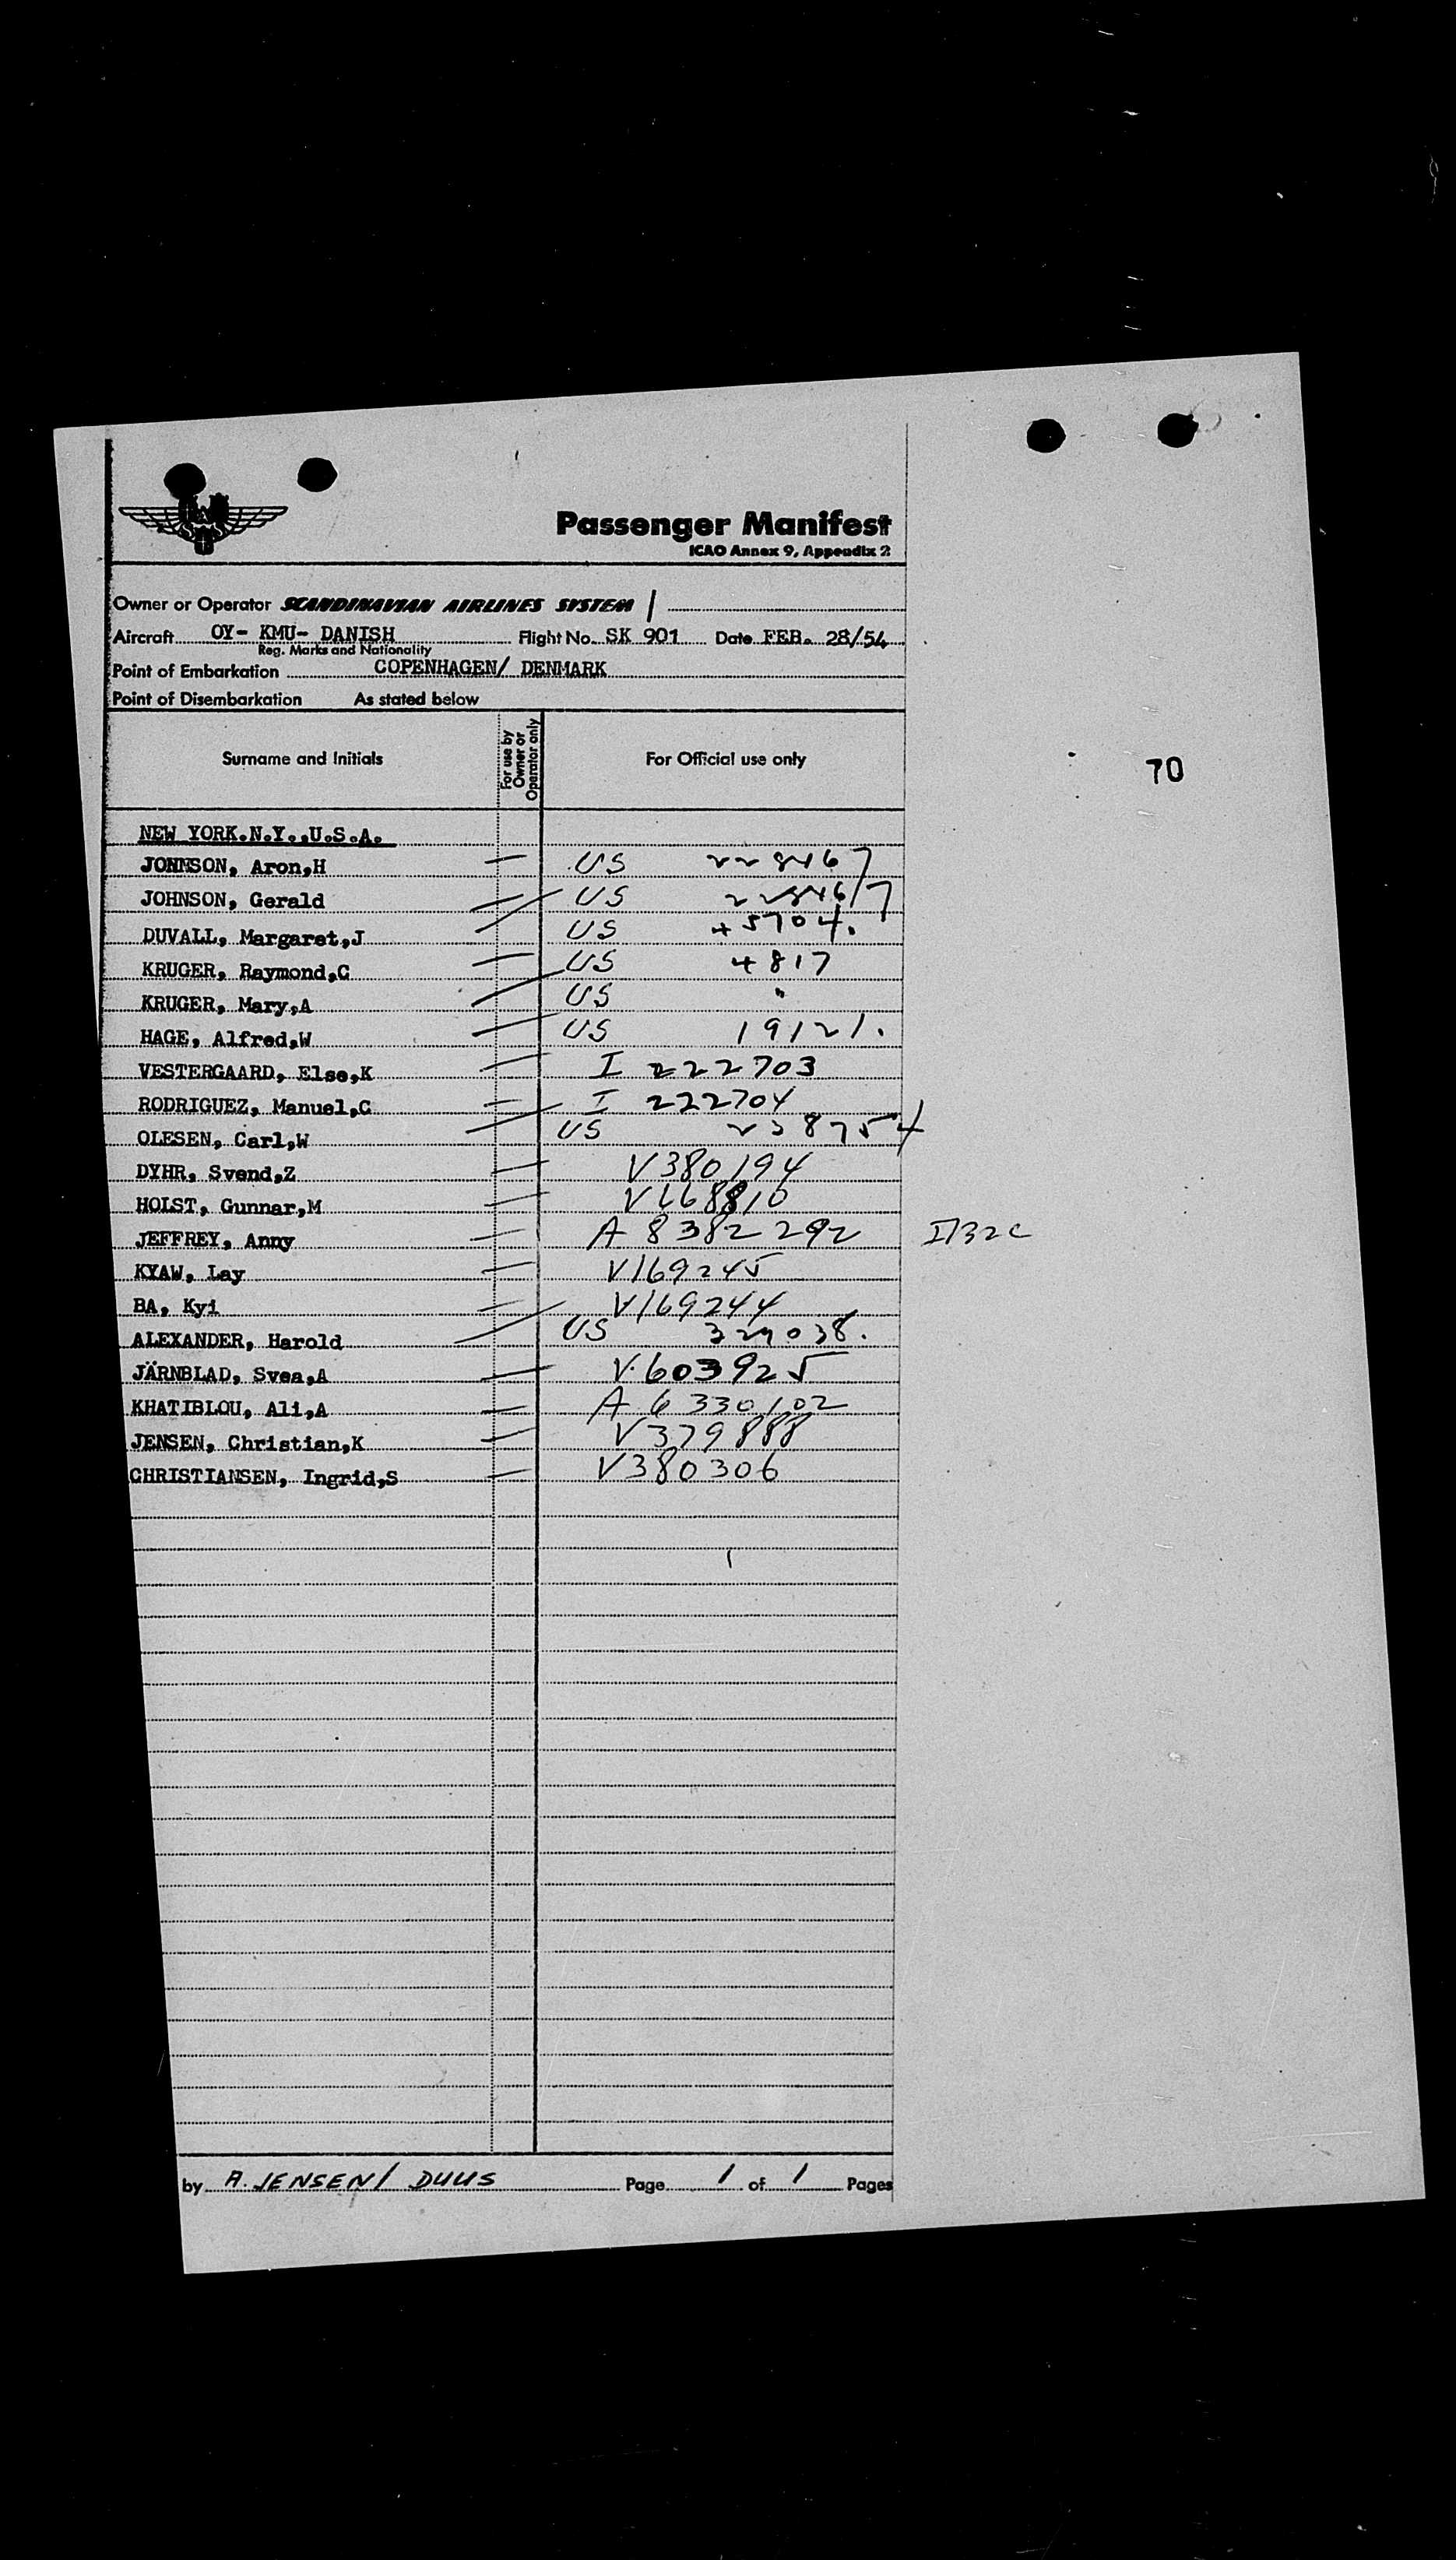 Passenger Manifest
ICAO Annex 9, Appendix 2
Owner or Operator SCANDINAVIAN AIRLINES SYSTEM
Aircraft OY- KMU- DANISH Flight No. SK 901 Date FEB. 28/54
Reg. Marks and Nationality
Point of Embarkation COPENHAGEN/ DENMARK
Point of Disembarkation As stated below
Surname and Initials For use by Owner or Operator only For Official use only
70
NEW YORK.N.Y..U.S.A.
JOHNSON, Aron,H US 228467
JOHNSON, Gerald US 228467
DUVALL, Margaret,J US 45704.
KRUGER, Raymond,C US 4817
KRUGER, Mary,A US "
HAGE, Alfred,W US 19121.
VESTERGAARD, Else,K I 222703
RODRIGUEZ, Manuel,C I 222704
OLESEN, Carl,W US 238754
DYHR, Svend,Z V380194
HOLST, Gunnar,M
JEFFREY, Anny A 8382292 I132C
KYAW, Lay V169245
BA, Kyi V169244
ALEXANDER, Harold US
JÄRNBLAD, Svea,A V.603925
KHATIBLOU, Ali,A A 6330102
JENSEN, Christian,K V379888
CHRISTIANSEN, Ingrid,S V380306
by A. JENSEN/ DUUS Page 1 of 1 Pages